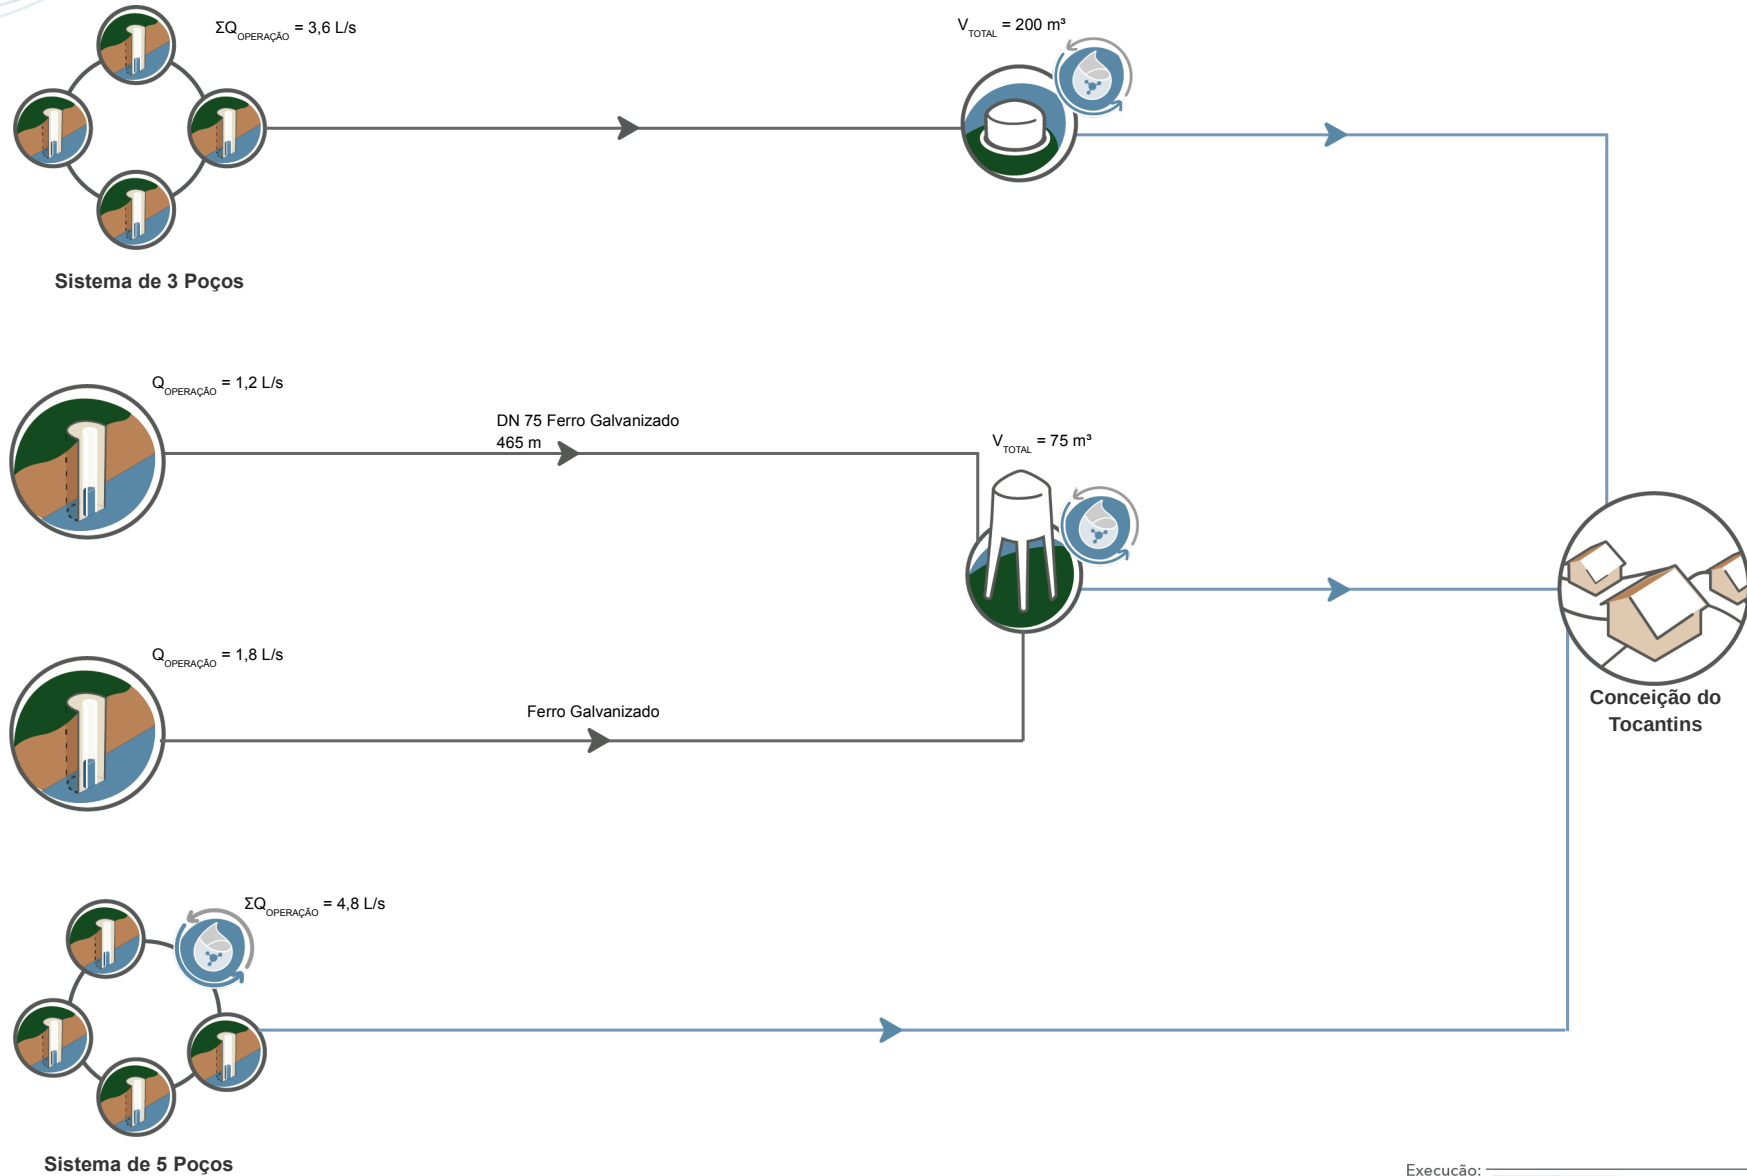 ΣQOPERAÇÃO = 3,6 L/s
VTOTAL = 200 m³
Sistema de 3 Poços
QOPERAÇÃO = 1,2 L/s
DN 75 Ferro Galvanizado
465 m
VTOTAL = 75 m³
QOPERAÇÃO = 1,8 L/s
Ferro Galvanizado
Conceição do
Tocantins
ΣQOPERAÇÃO = 4,8 L/s
Sistema de 5 Poços
Execução: